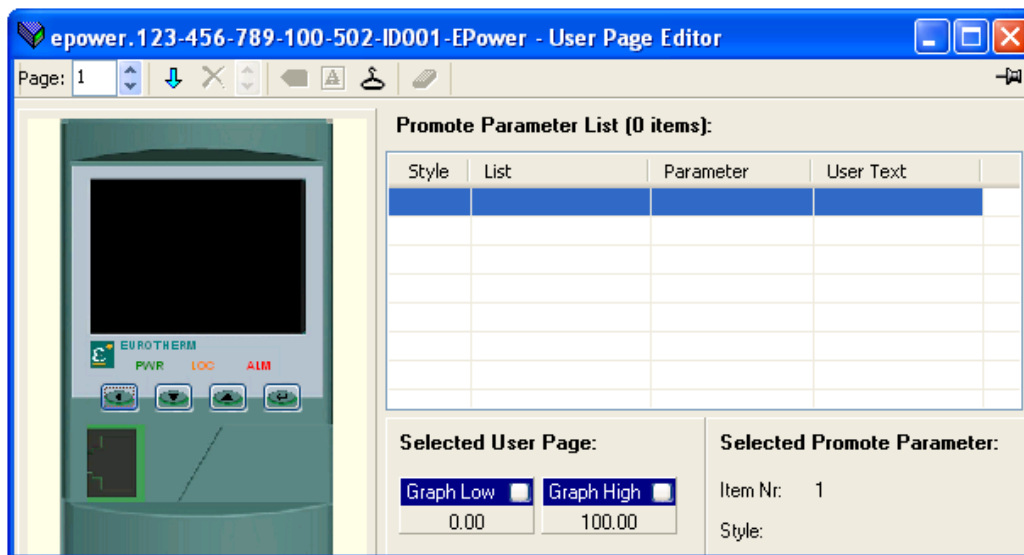 epower.123-456-789-100-502-ID001-EPower - User Page Editor
Page: 1
A
Promote Parameter List (0 items):
Style List Parameter User Text
EUROTHERM
PWR LOC ALM
Selected User Page:
Graph Low Graph High
0.00 100.00
Selected Promote Parameter:
Item Nr: 1
Style: